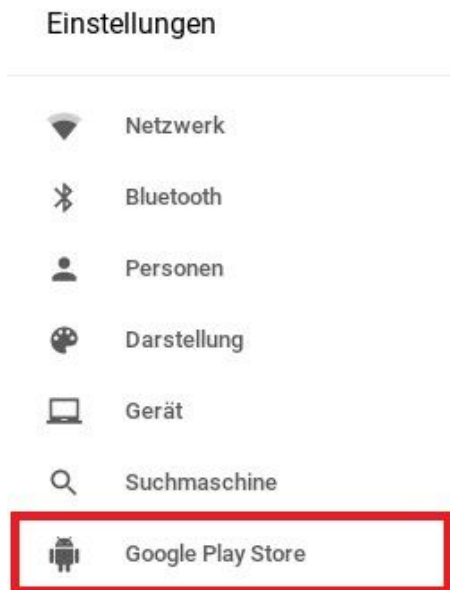 Einstellungen
Netzwerk
Bluetooth
Personen
Darstellung
Gerät
Suchmaschine
Google Play Store